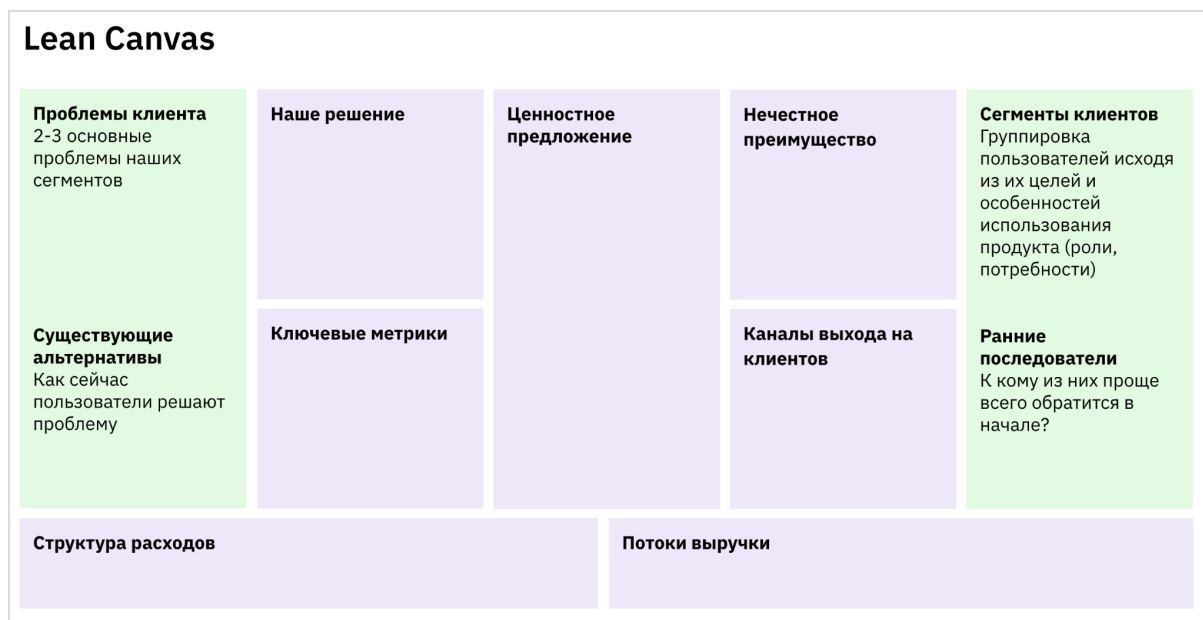 Lean Canvas
Проблемы клиента
2-3 основные
проблемы наших
сегментов
Существующие
альтернативы
Как сейчас
пользователи решают
проблему
Наше решение
Ключевые метрики
Ценностное
предложение
Нечестное
преимущество
Каналы выхода на
клиентов
Сегменты клиентов
Группировка
пользователей исходя
из их целей и
особенностей
использования
продукта (роли,
потребности)
Ранние
последователи
К кому из них проще
всего обратится в
начале?
Структура расходов
Потоки выручки